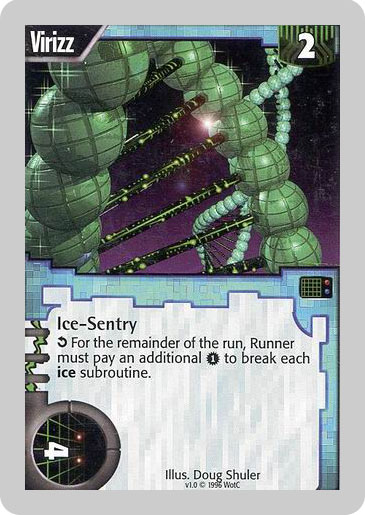 Virizz
2
Ice-Sentry
For the remainder of the run, Runner
must pay an additional 1 to break each
ice subroutine.
4
Illus. Doug Shuler
v1.0 © 1996 WotC